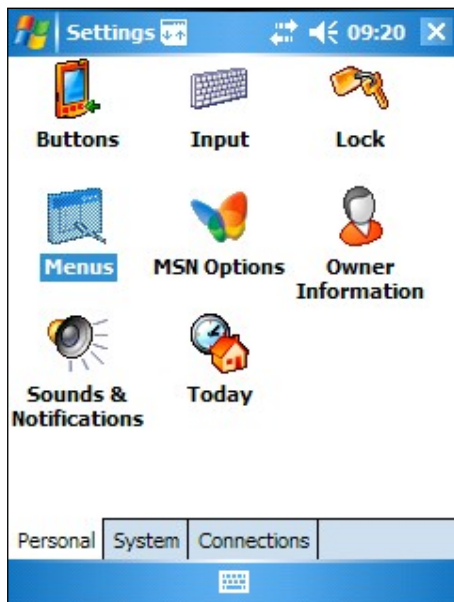 Settings 09:20
Buttons Input Lock
Menus MSN Options Owner
Information
Sounds & Today
Notifications
Personal System Connections